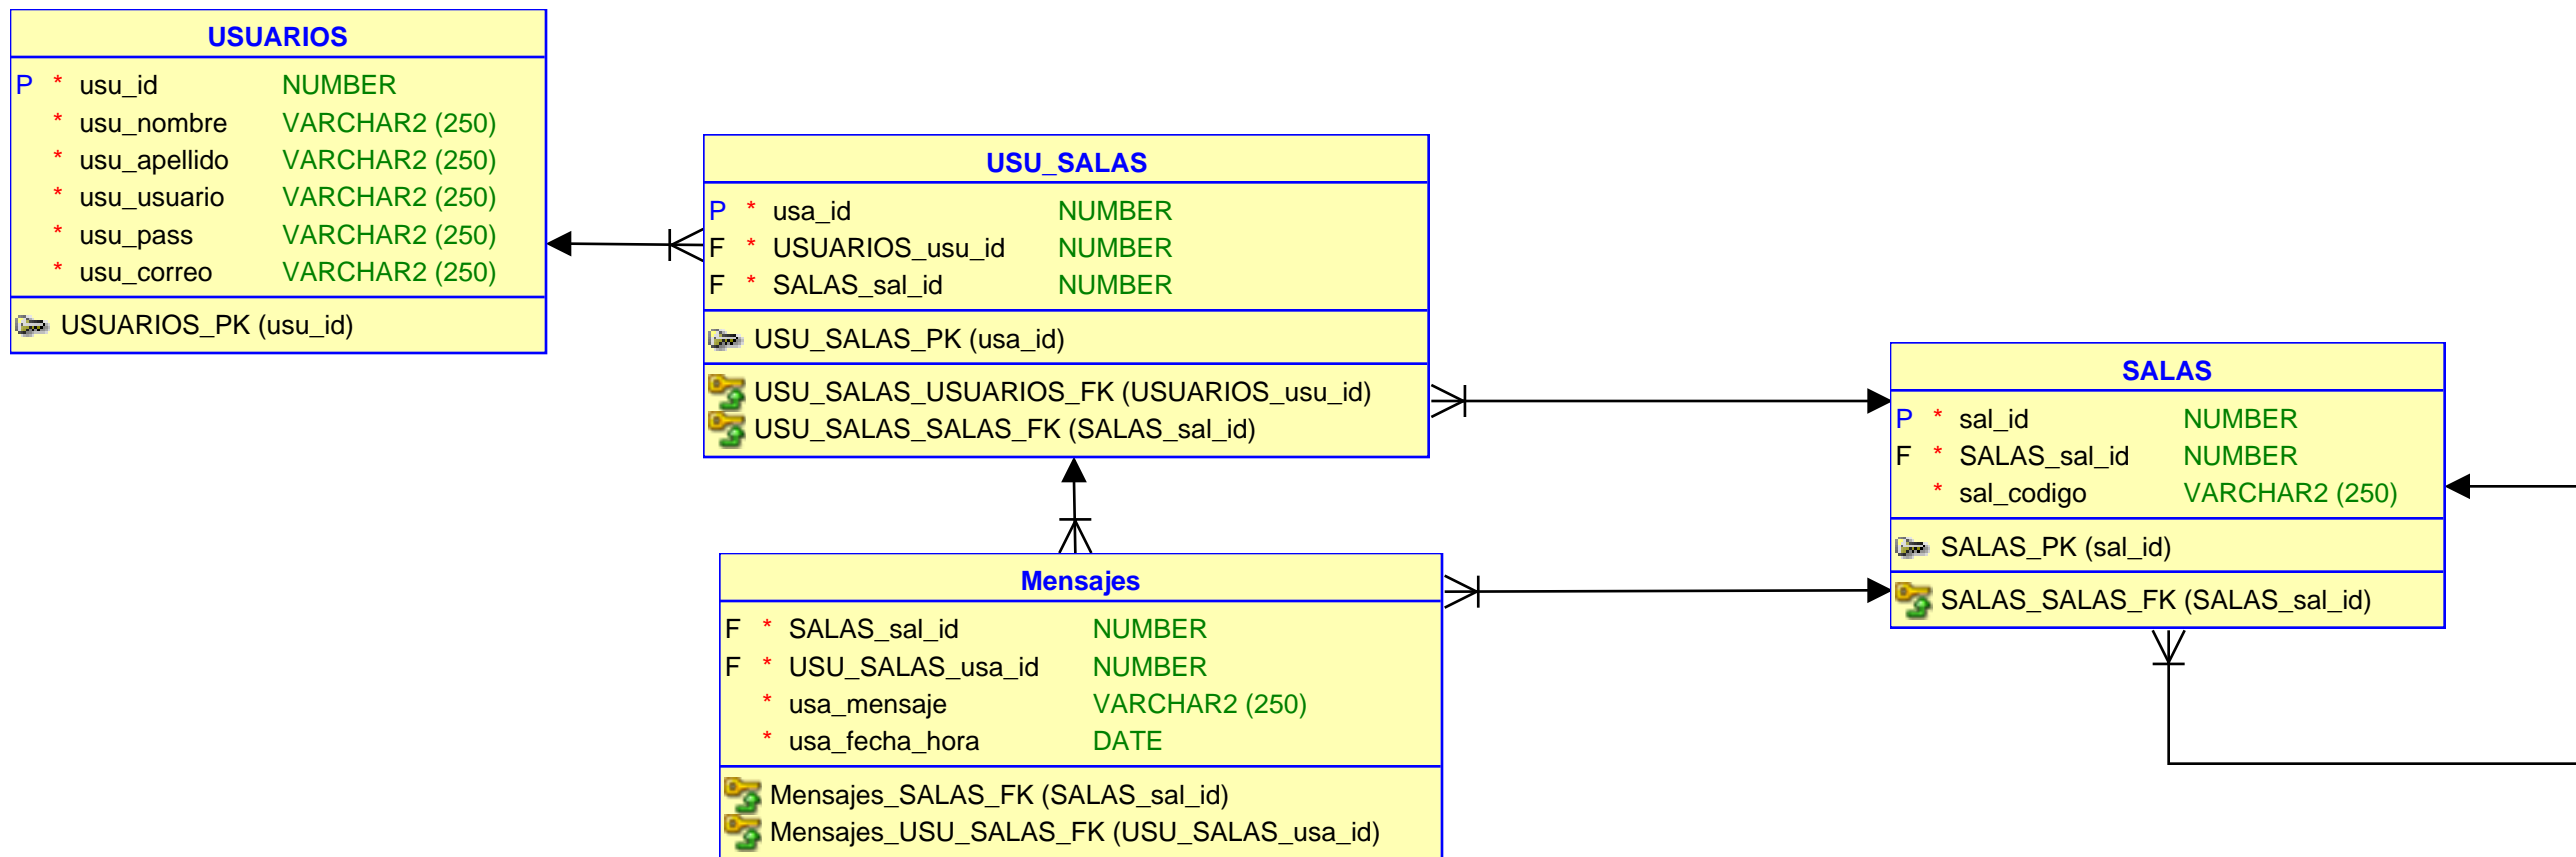 USUARIOS
P * usu_id NUMBER
* usu_nombre VARCHAR2 (250)
* usu_apellido VARCHAR2 (250)
* usu_usuario VARCHAR2 (250)
* usu_pass VARCHAR2 (250)
* usu_correo VARCHAR2 (250)
USUARIOS_PK (usu_id)
USU_SALAS
P * usa_id NUMBER
F * USUARIOS_usu_id NUMBER
F * SALAS_sal_id NUMBER
USU_SALAS_PK (usa_id)
USU_SALAS_USUARIOS_FK (USUARIOS_usu_id)
USU_SALAS_SALAS_FK (SALAS_sal_id)
SALAS
P * sal_id NUMBER
F * SALAS_sal_id NUMBER
* sal_codigo VARCHAR2 (250)
SALAS_PK (sal_id)
SALAS_SALAS_FK (SALAS_sal_id)
Mensajes
F * SALAS_sal_id NUMBER
F * USU_SALAS_usa_id NUMBER
* usa_mensaje VARCHAR2 (250)
* usa_fecha_hora DATE
Mensajes_SALAS_FK (SALAS_sal_id)
Mensajes_USU_SALAS_FK (USU_SALAS_usa_id)